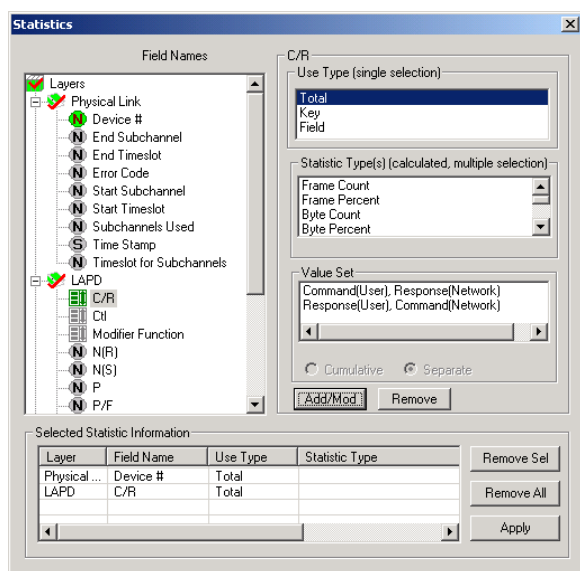 Statistics
Field Names
Layers
Physical Link
N Device #
N End Subchannel
N End Timeslot
N Error Code
N Start Subchannel
N Start Timeslot
N Subchannels Used
S Time Stamp
N Timeslot for Subchannels
LAPD
C/R
Ctl
Modifier Function
N N(R)
N N(S)
N P
N P/F
C/R
Use Type (single selection)
Total
Key
Field
Statistic Type(s) (calculated, multiple selection)
Frame Count
Frame Percent
Byte Count
Byte Percent
Value Set
Command(User), Response(Network)
Response(User), Command(Network)
Cumulative Separate
Add/Mod Remove
Selected Statistic Information
Layer Field Name Use Type Statistic Type
Physical ... Device # Total
LAPD C/R Total
Remove Sel
Remove All
Apply